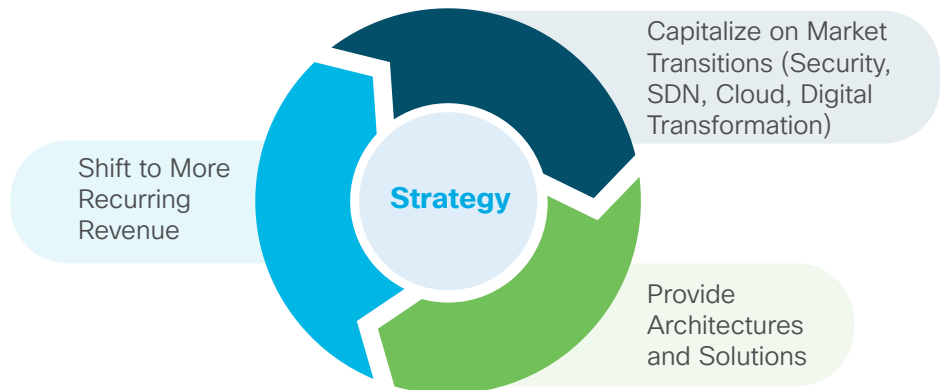 Capitalize on Market
Transitions (Security,
SDN, Cloud, Digital
Transformation)
Shift to More
Recurring
Revenue
Strategy
Provide
Architectures
and Solutions